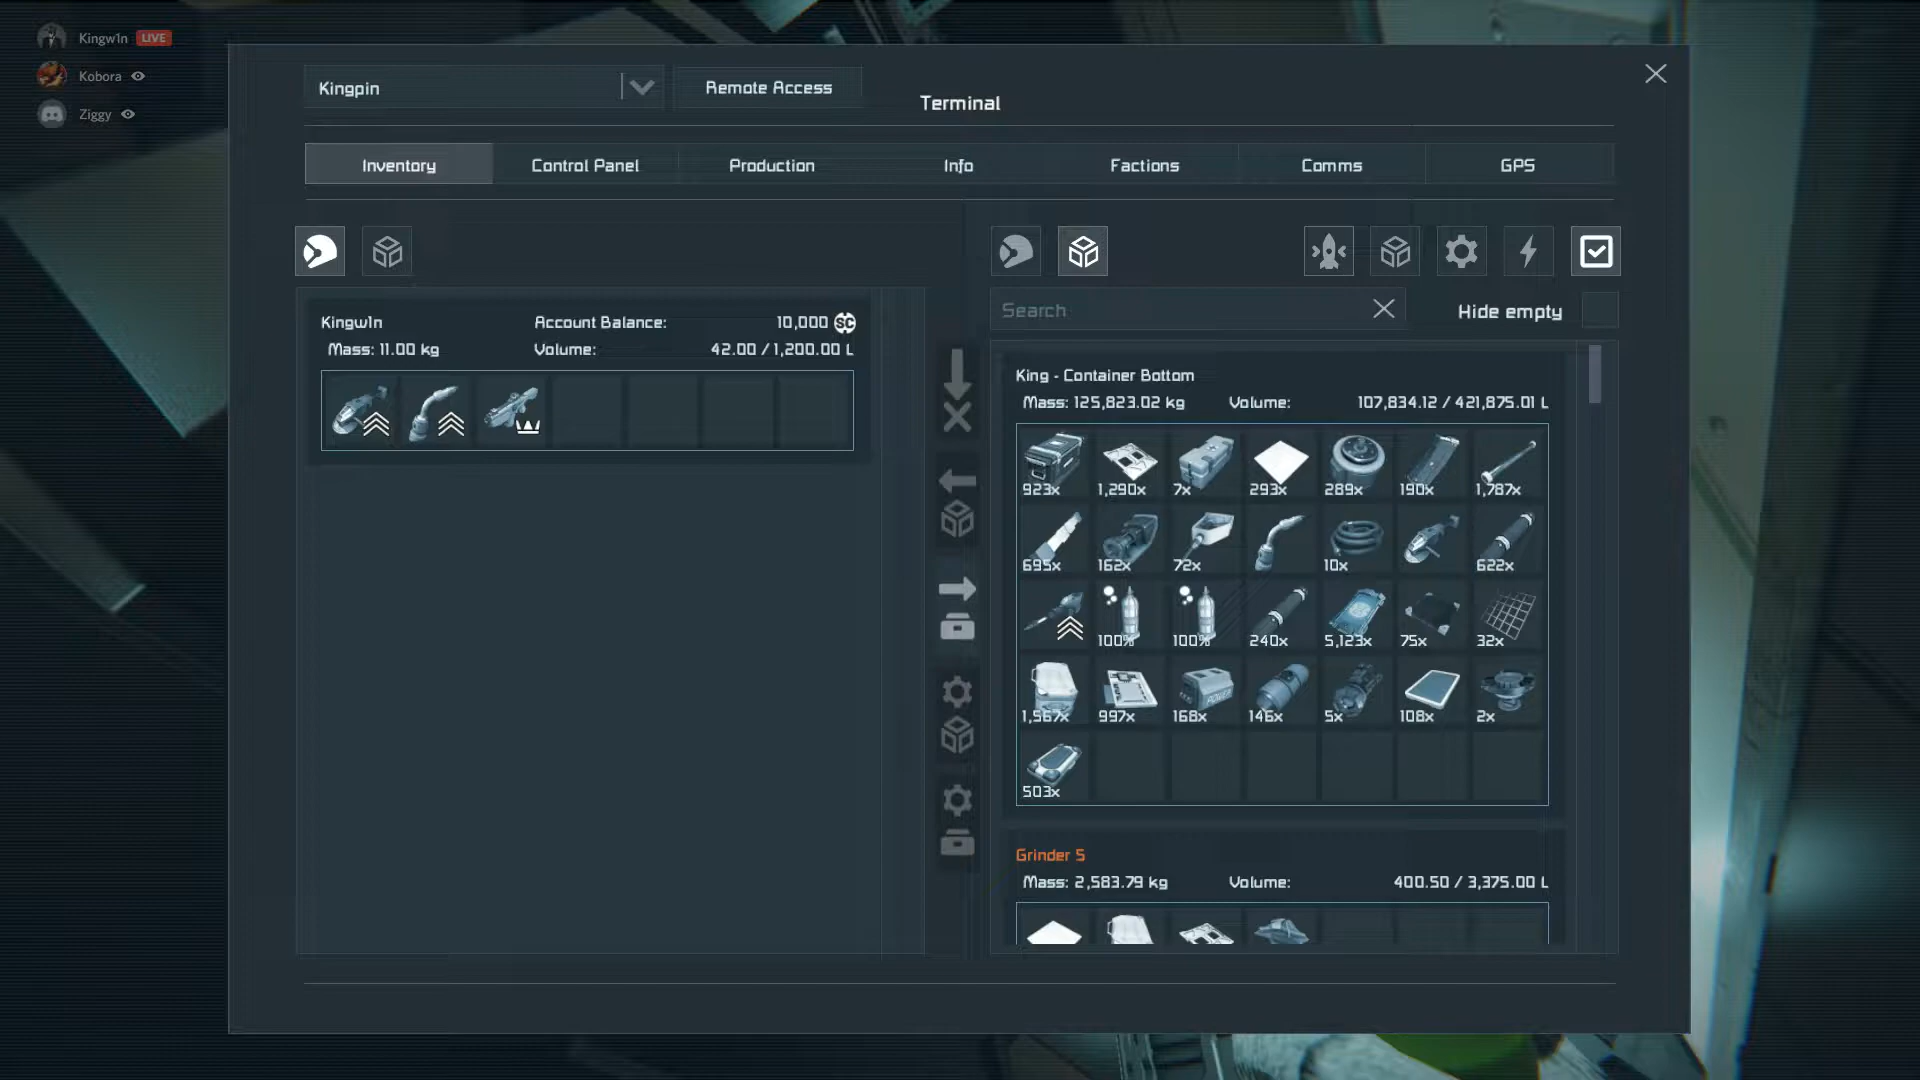 Kingw1n LIVE
Kobora
Ziggy
Kingpin
Remote Access
Terminal
Inventory
Control Panel
Production
Info
Factions
Comms
GPS
Kingw1n
Account Balance: 10,000 SC
Mass: 11.00 kg
Volume: 42.00 / 1,200.00 L
Search
Hide empty
King - Container Bottom
Mass: 125,823.02 kg
Volume: 107,834.12 / 421,875.01 L
923x 1,290x 7x 293x 289x 190x 1,787x
695x 162x 72x 10x 622x
100% 100% 240x 5,123x 75x 32x
POWER
1,567x 997x 168x 146x 5x 108x 2x
503x
Grinder 5
Mass: 2,583.79 kg
Volume: 400.50 / 3,375.00 L